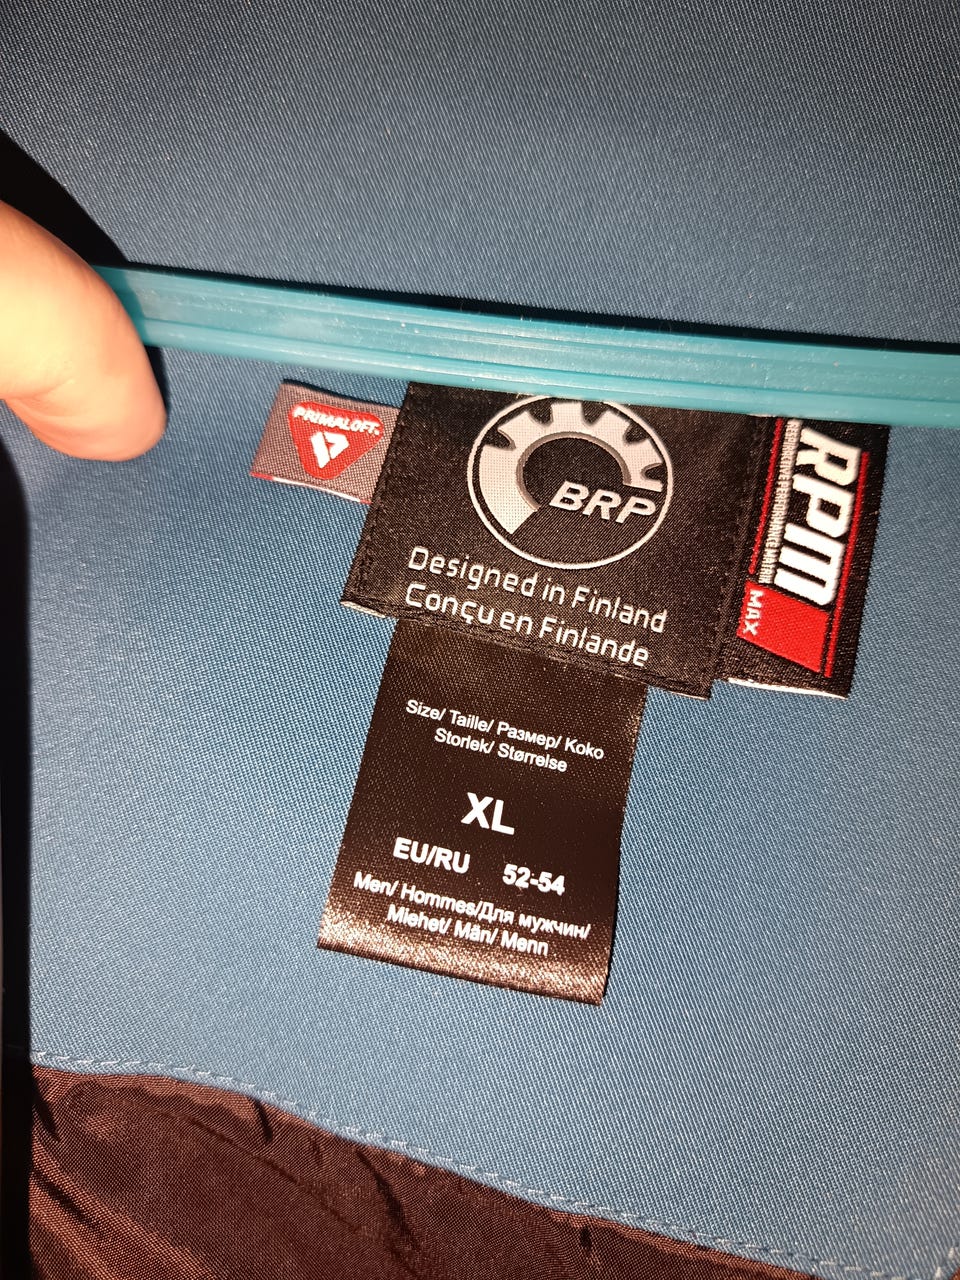 PRIMALOFT®
BRP
Designed in Finland
Conçu en Finlande
RPM
MAX
Size/ Taille/ Размер/ Koko
Storlek/ Størrelse
XL
EU/RU 52-54
Men/ Hommes/Для мужчин/
Miehet/ Män/ Menn